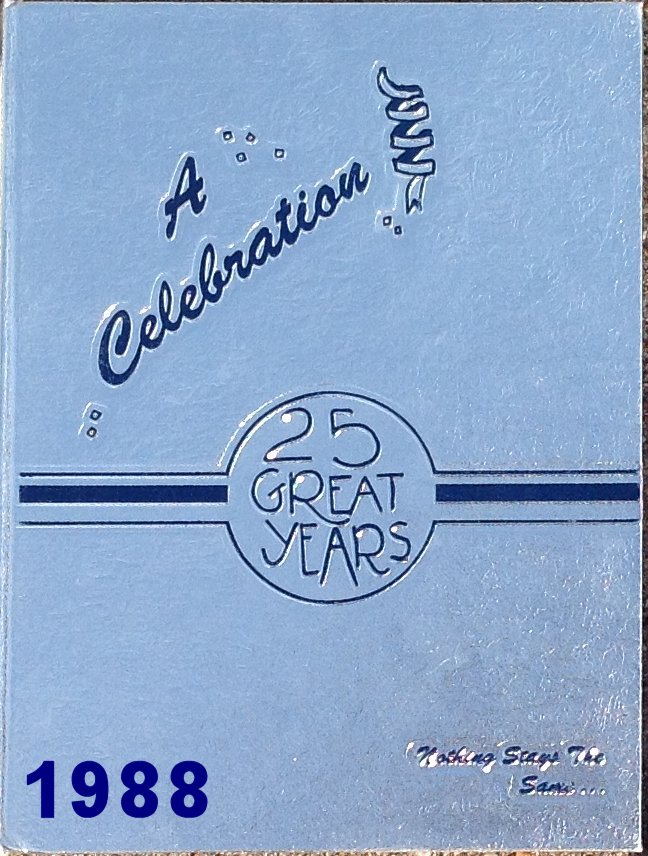 A
Celebration
25
GREAT
YEARS
Nothing Stays The
Same...
1988